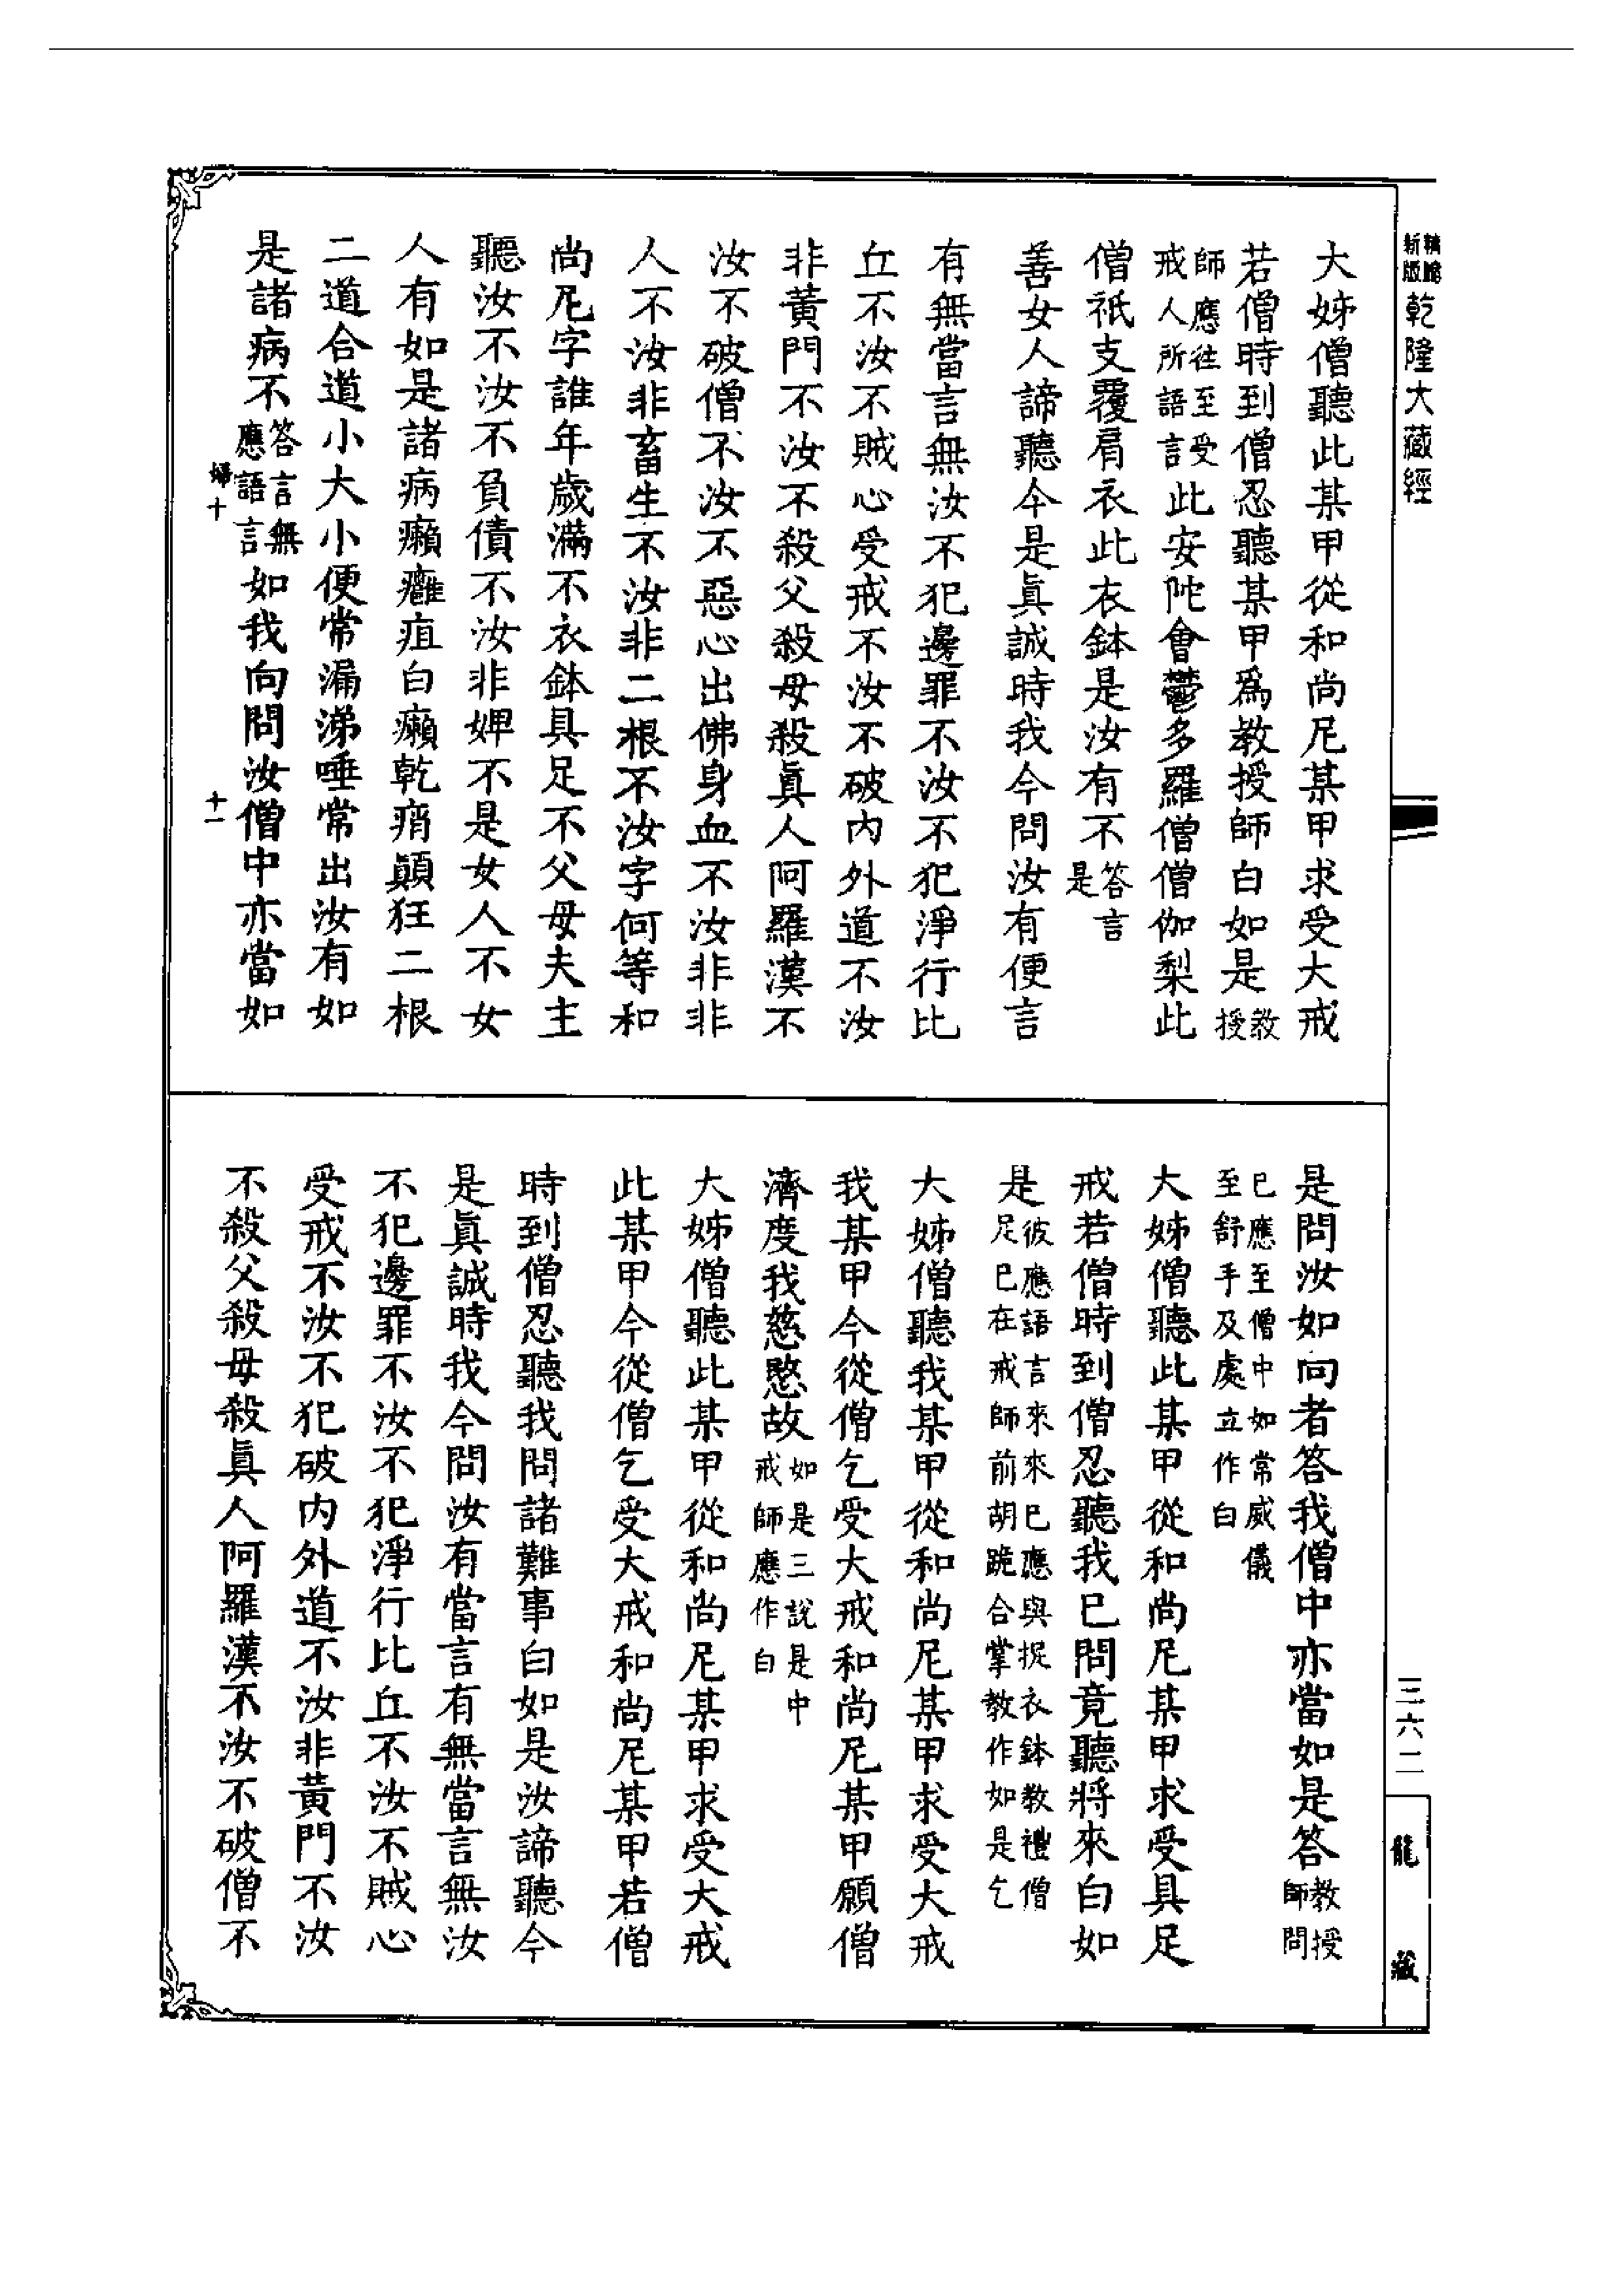 精繪
新版
乾隆大藏經
大姊僧聽此某甲從和尚尼某甲求受大戒
若僧時到僧忍聽某甲爲教授師白如是教授
師應往至受戒人所語言此安陀會鬱多羅僧僧伽梨此
僧祇支覆肩衣此衣鉢是汝有不答言是
善女人諦聽今是眞誠時我今問汝有便言
有無當言無汝不犯邊罪不汝不犯淨行比
丘不汝不賊心受戒不汝不破內外道不汝
非黃門不汝不殺父殺母殺眞人阿羅漢不
汝不破僧不汝不惡心出佛身血不汝非非
人不汝非畜生不汝非二根不汝字何等和
尚尼字誰年歲滿不衣鉢具足不父母夫主
聽汝不汝不負債不汝非婢不是女人不女
人有如是諸病癩癰疽白癩乾痟顛狂二根
二道合道小大小便常漏涕唾常出汝有如
是諸病不答言無應語言如我向問汝僧中亦當如
婦十
十一
是問汝如向者答我僧中亦當如是答教授師問
已應至僧中如常威儀至舒手及處立作白
大姊僧聽此某甲從和尚尼某甲求受具足
戒若僧時到僧忍聽我已問竟聽將來白如
是彼應語言來來已應與捉衣鉢教禮僧足已在戒師前胡跪合掌教作如是乞
大姊僧聽我某甲從和尚尼某甲求受大戒
我某甲今從僧乞受大戒和尚尼某甲願僧
濟度我慈愍故如是三說是中戒師應作白
大姊僧聽此某甲從和尚尼某甲求受大戒
此某甲今從僧乞受大戒和尚尼某甲若僧
時到僧忍聽我問諸難事白如是汝諦聽今
是眞誠時我今問汝有當言有無當言無汝
不犯邊罪不汝不犯淨行比丘不汝不賊心
受戒不汝不犯破內外道不汝非黃門不汝
不殺父殺母殺眞人阿羅漢不汝不破僧不
三六二
龍藏